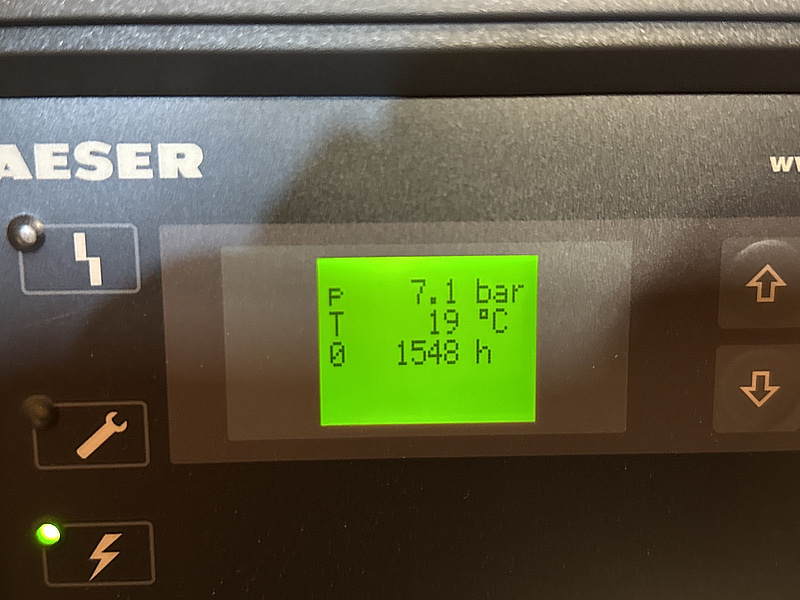 AESER
P 7.1 bar
T 19 °C
0 1548 h